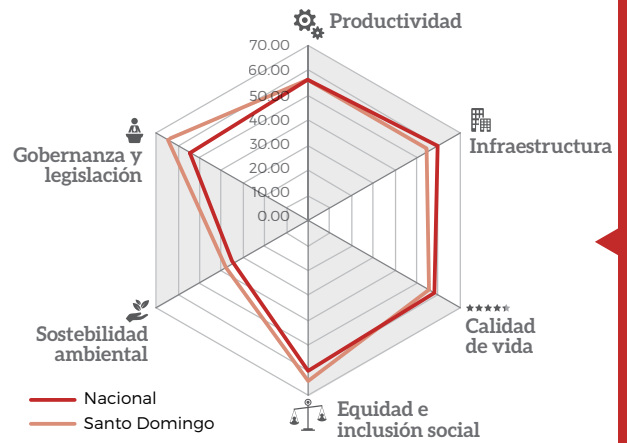 Productividad
70.00
60.00
50.00
40.00
30.00
20.00
10.00
0.00
Infraestructura
Gobernanza y
legislación
Calidad
de vida
Sostebilidad
ambiental
Equidad e
inclusión social
Nacional
Santo Domingo